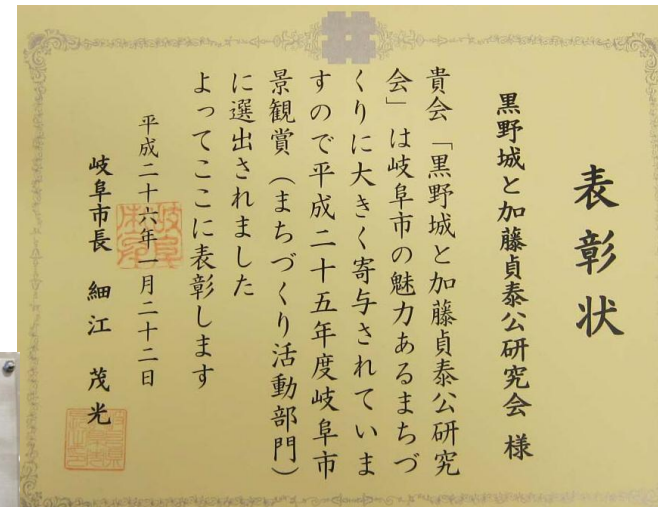 表彰状
黒野城と加藤貞泰公研究会 様
貴会「黒野城と加藤貞泰公研究
会」は岐阜市の魅力あるまちづ
くりに大きく寄与されていま
すので平成二十五年度岐阜市
景観賞（まちづくり活動部門）
に選出されました
よってここに表彰します
平成二十六年一月二十二日
岐阜市長 細江 茂光